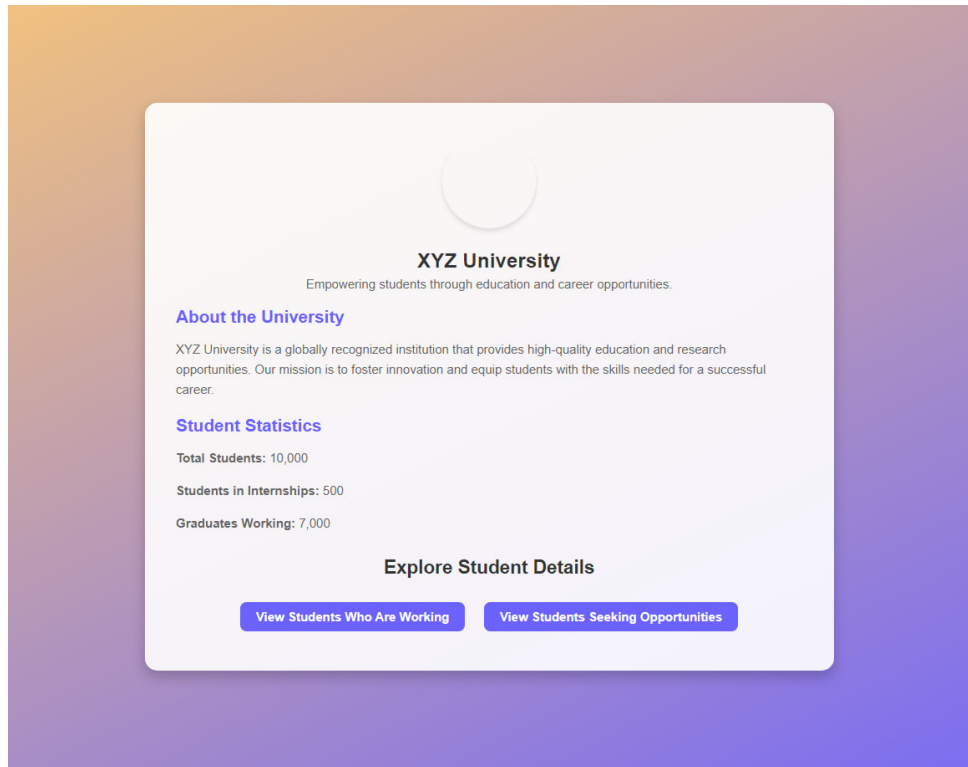 XYZ University
Empowering students through education and career opportunities.
About the University
XYZ University is a globally recognized institution that provides high-quality education and research
opportunities. Our mission is to foster innovation and equip students with the skills needed for a successful
career.
Student Statistics
Total Students: 10,000
Students in Internships: 500
Graduates Working: 7,000
Explore Student Details
View Students Who Are Working
View Students Seeking Opportunities